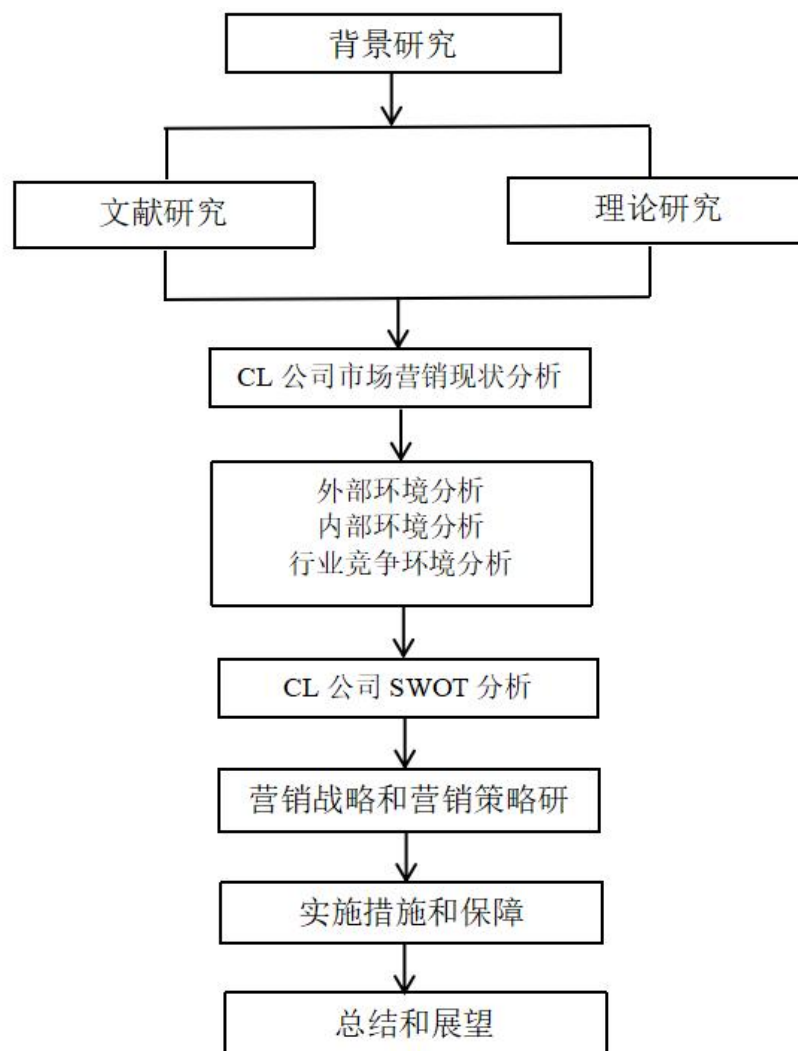 背景研究
文献研究
理论研究
CL 公司市场营销现状分析
外部环境分析
内部环境分析
行业竞争环境分析
CL 公司 SWOT 分析
营销战略和营销策略研
实施措施和保障
总结和展望